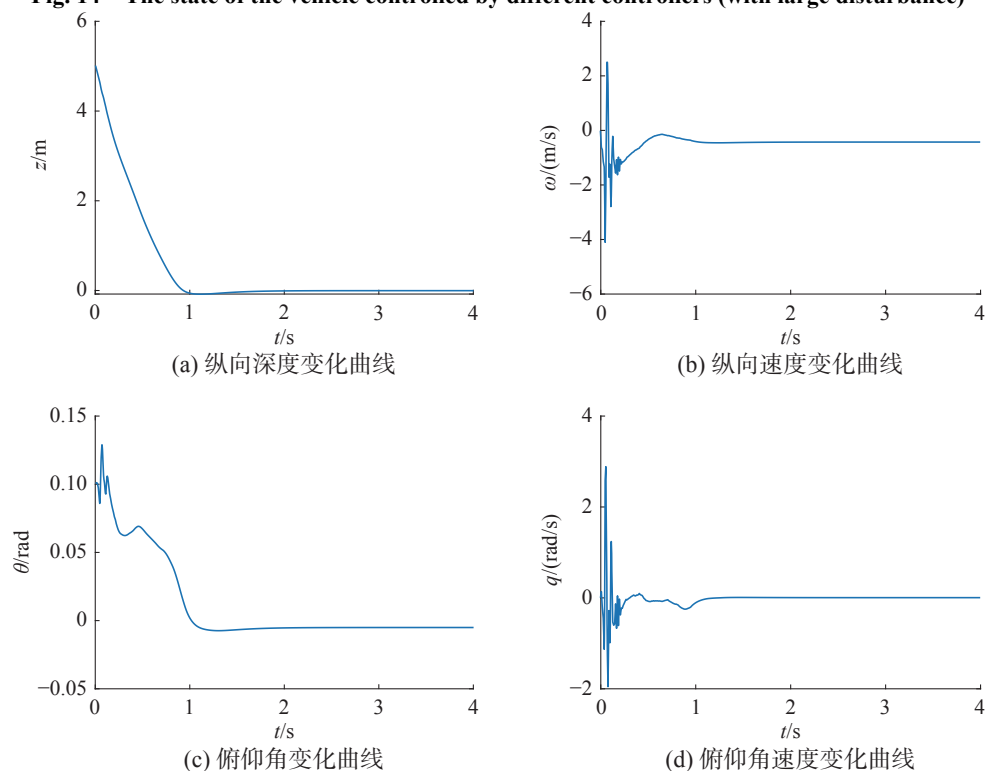 Fig. 14 The state of the vehicle controlled by different controllers (with large disturbance)
6
4
2
0
z/m
0 1 2 3 4
t/s
(a) 纵向深度变化曲线
4
2
0
−2
−4
−6
ω/(m/s)
0 1 2 3 4
t/s
(b) 纵向速度变化曲线
0.15
0.10
0.05
0
−0.05
θ/rad
0 1 2 3 4
t/s
(c) 俯仰角变化曲线
4
2
0
−2
q/(rad/s)
0 1 2 3 4
t/s
(d) 俯仰角速度变化曲线